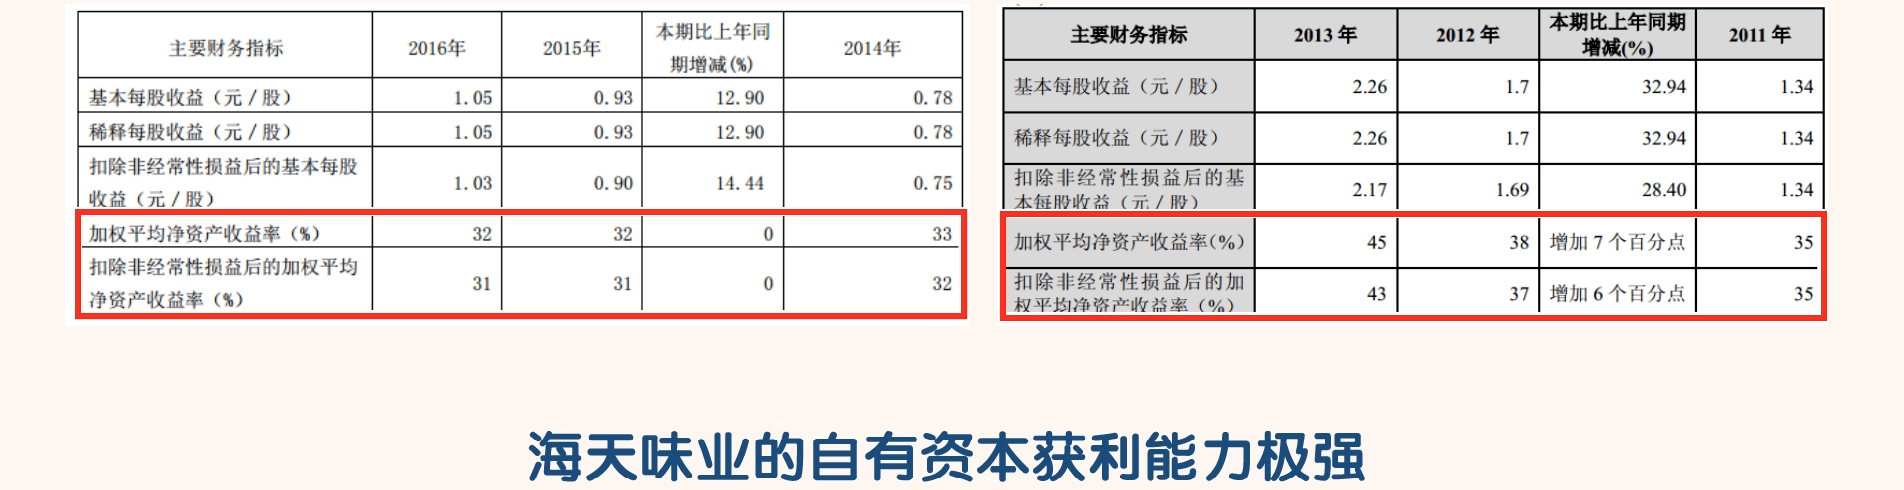 主要财务指标 2016年 2015年 本期比上年同期增减(%) 2014年
基本每股收益（元／股） 1.05 0.93 12.90 0.78
稀释每股收益（元／股） 1.05 0.93 12.90 0.78
扣除非经常性损益后的基本每股收益（元／股） 1.03 0.90 14.44 0.75
加权平均净资产收益率（%） 32 32 0 33
扣除非经常性损益后的加权平均净资产收益率（%） 31 31 0 32
主要财务指标 2013 年 2012 年 本期比上年同期增减(%) 2011 年
基本每股收益（元／股） 2.26 1.7 32.94 1.34
稀释每股收益（元／股） 2.26 1.7 32.94 1.34
扣除非经常性损益后的基本每股收益（元／股） 2.17 1.69 28.40 1.34
加权平均净资产收益率(%) 45 38 增加 7 个百分点 35
扣除非经常性损益后的加权平均净资产收益率（%） 43 37 增加 6 个百分点 35
海天味业的自有资本获利能力极强